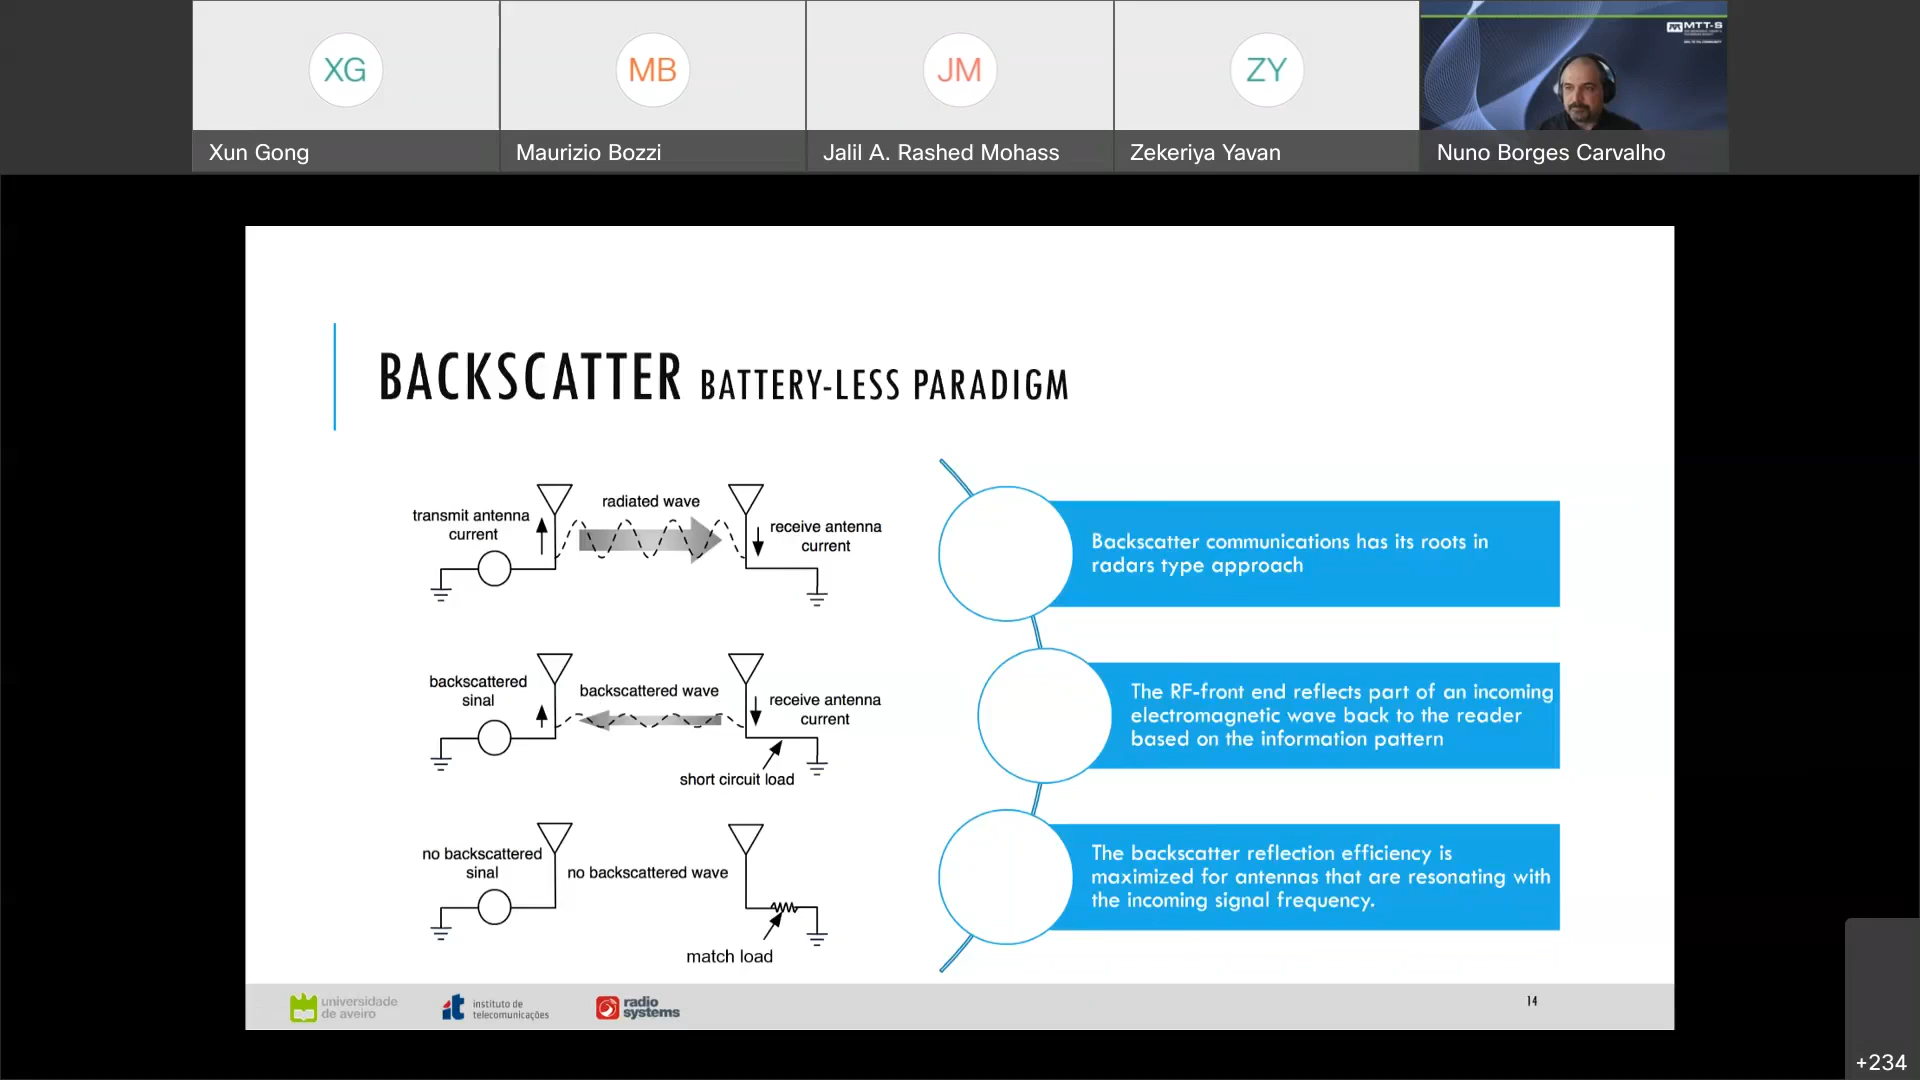 XG
MB
JM
ZY
MTT-S
Xun Gong
Maurizio Bozzi
Jalil A. Rashed Mohass
Zekeriya Yavan
Nuno Borges Carvalho
BACKSCATTER BATTERY-LESS PARADIGM
transmit antenna
current
radiated wave
receive antenna
current
backscattered
sinal
backscattered wave
receive antenna
current
short circuit load
no backscattered
sinal
no backscattered wave
match load
Backscatter communications has its roots in
radars type approach
The RF-front end reflects part of an incoming
electromagnetic wave back to the reader
based on the information pattern
The backscatter reflection efficiency is
maximized for antennas that are resonating with
the incoming signal frequency.
universidade
de aveiro
it
instituto de
telecomunicações
radio
systems
14
+234